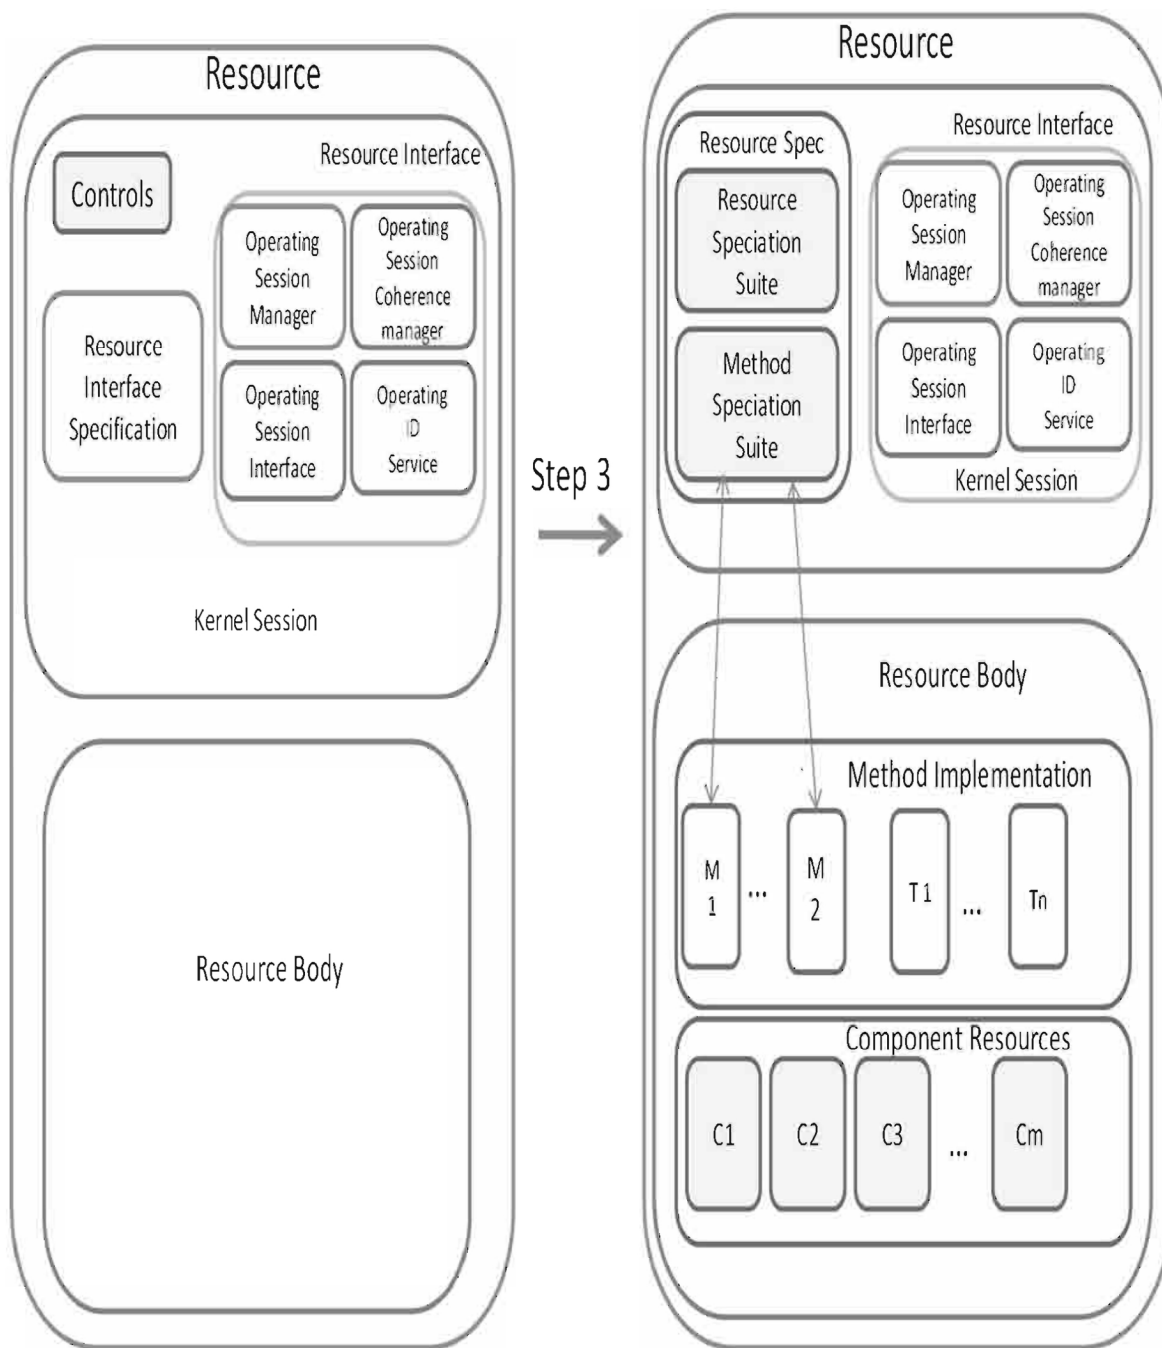 Resource
Resource Interface
Controls
Operating
Session
Manager
Operating
Session
Coherence
manager
Resource
Interface
Specification
Operating
Session
Interface
Operating
ID
Service
Kernel Session
Resource Body
Step 3
Resource
Resource Interface
Resource Spec
Resource
Speciation
Suite
Operating
Session
Manager
Operating
Session
Coherence
manager
Method
Speciation
Suite
Operating
Session
Interface
Operating
ID
Service
Kernel Session
Resource Body
Method Implementation
M
1
...
M
2
T 1
...
Tn
Component Resources
C1
C2
C3
...
Cm